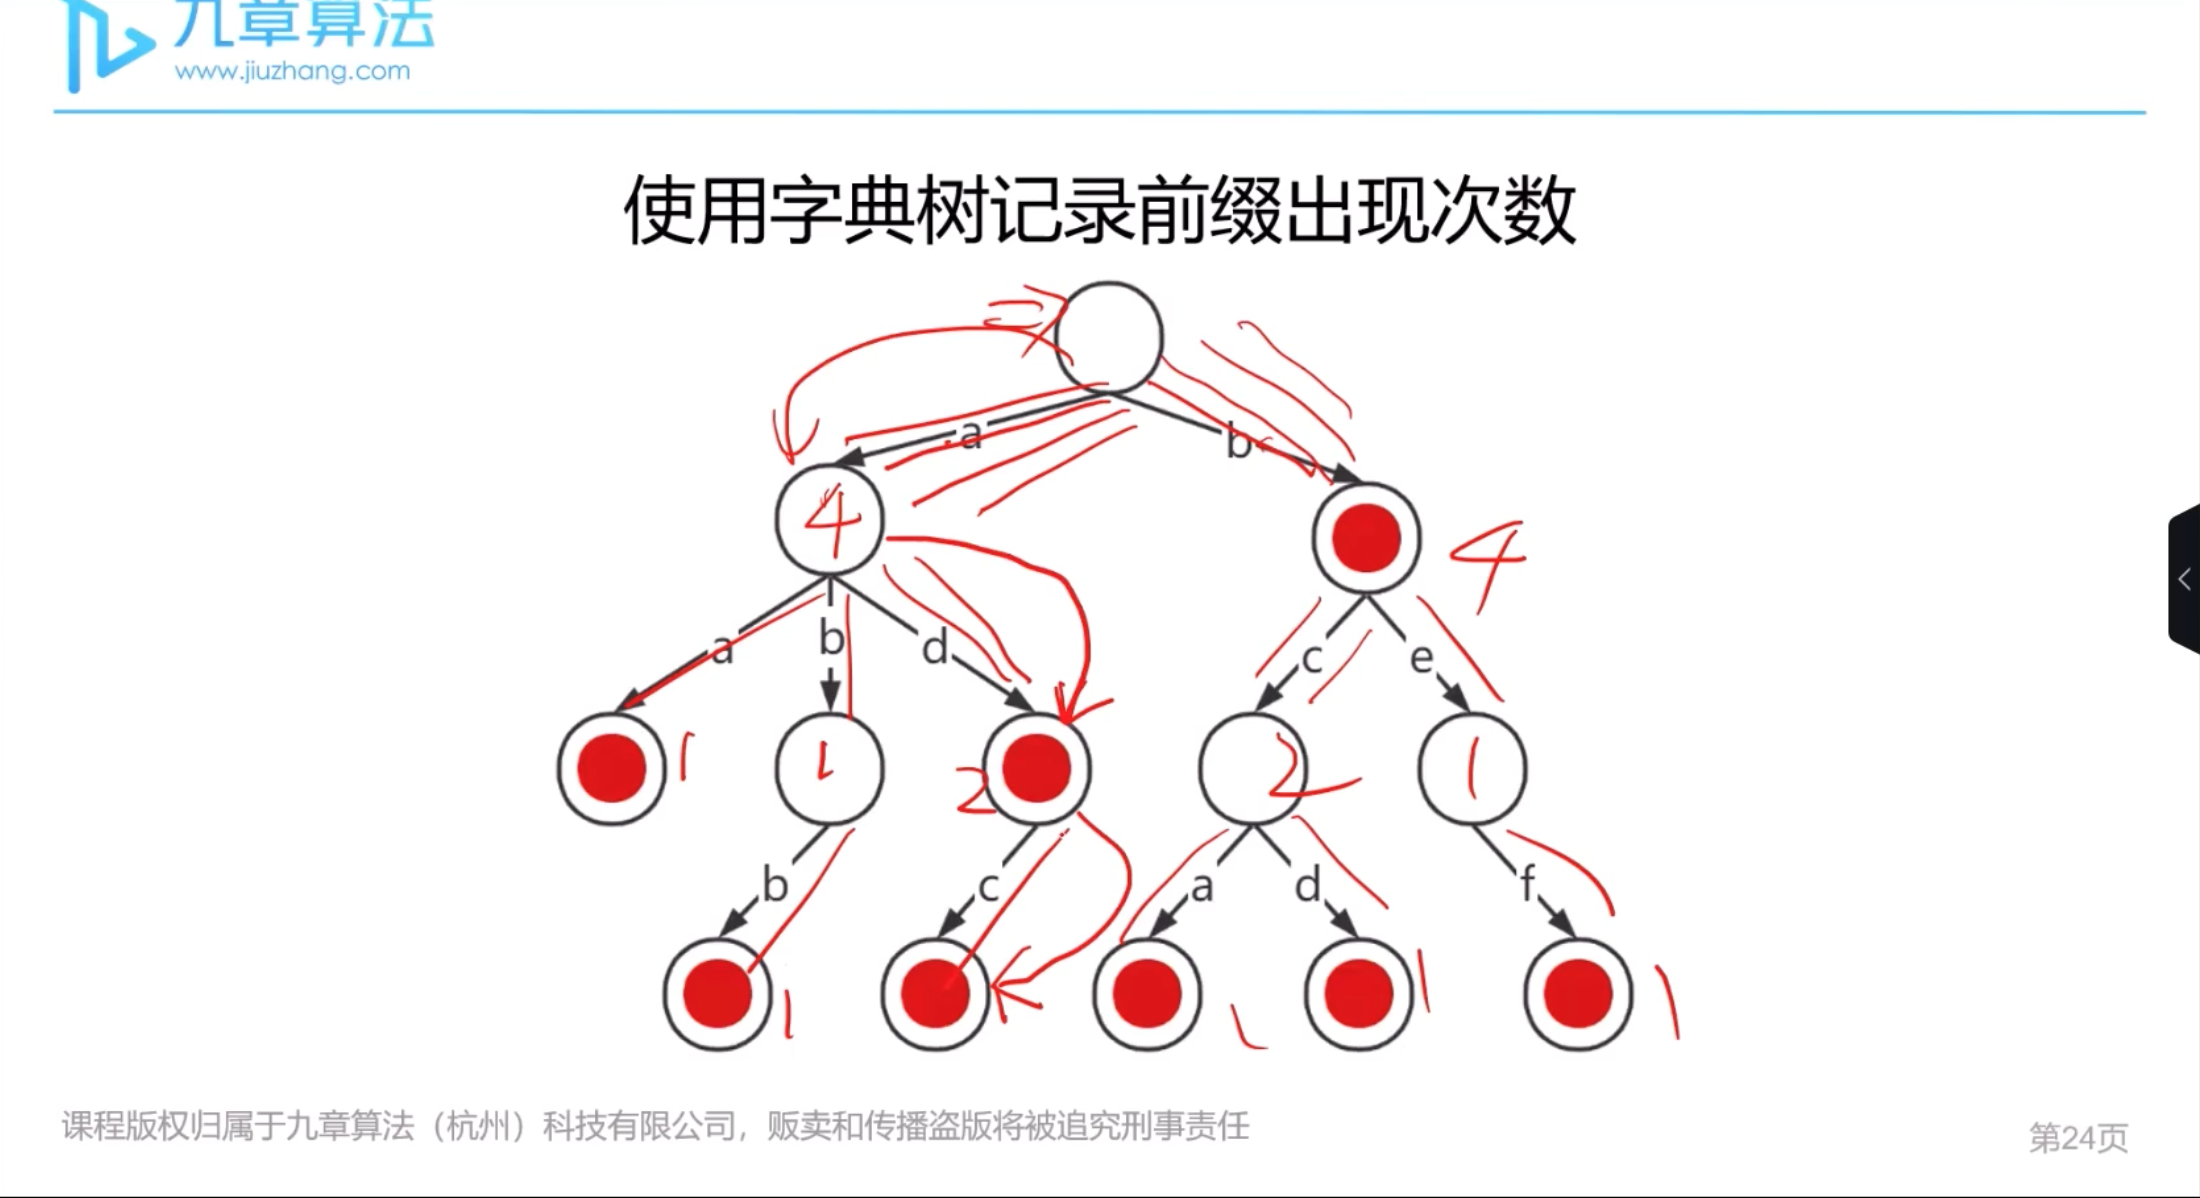 九章算法
www.jiuzhang.com
使用字典树记录前缀出现次数
a b
4 4
a b d c e
1 1 2 2 1
b c a d f
1 1 1 1
课程版权归属于九章算法（杭州）科技有限公司，贩卖和传播盗版将被追究刑事责任
第24页